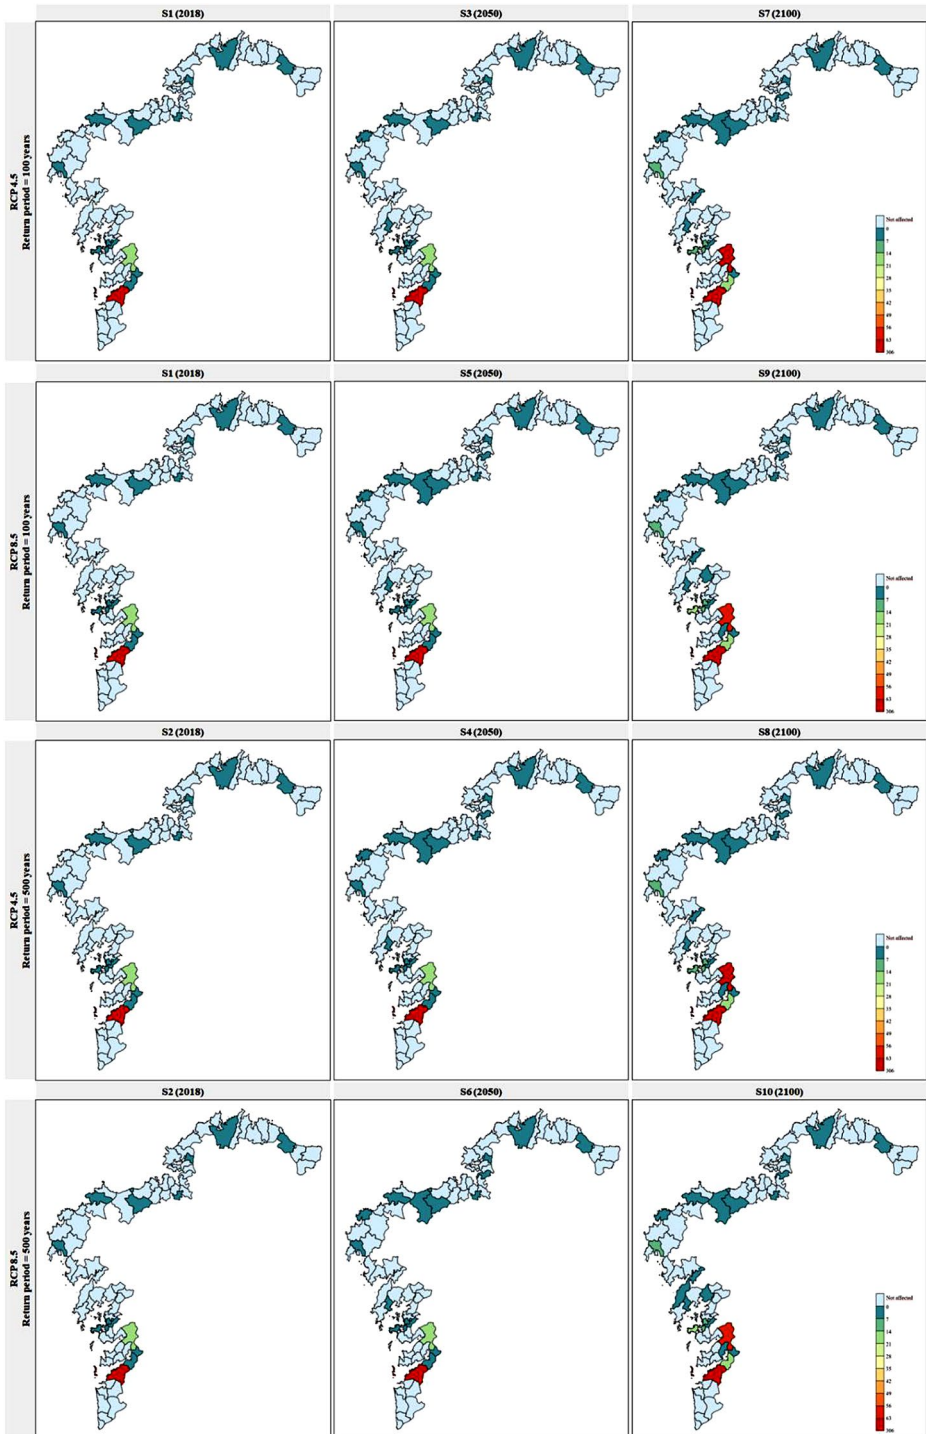 S1 (2018)
S3 (2050)
S7 (2100)
RCP 4.5
Return period = 100 years
Not affected
0
7
14
21
28
35
42
49
56
63
306
S1 (2018)
S5 (2050)
S9 (2100)
RCP 8.5
Return period = 100 years
Not affected
0
7
14
21
28
35
42
49
56
63
306
S2 (2018)
S4 (2050)
S8 (2100)
RCP 4.5
Return period = 500 years
Not affected
0
7
14
21
28
35
42
49
56
63
306
S2 (2018)
S6 (2050)
S10 (2100)
RCP 8.5
Return period = 500 years
Not affected
0
7
14
21
28
35
42
49
56
63
306